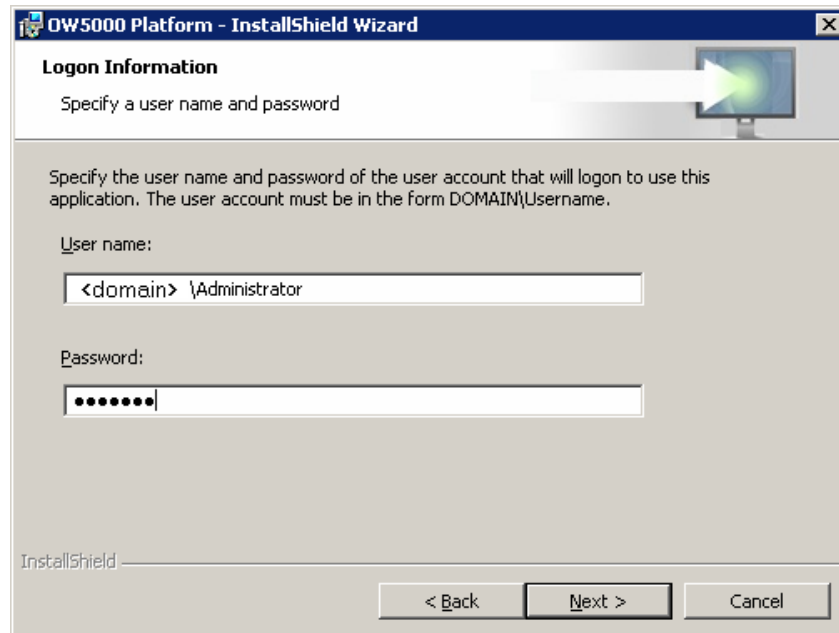 OW5000 Platform - InstallShield Wizard
Logon Information
Specify a user name and password
Specify the user name and password of the user account that will logon to use this
application. The user account must be in the form DOMAIN\Username.
User name:
<domain> \Administrator
Password:
●●●●●●●
InstallShield
< Back Next > Cancel